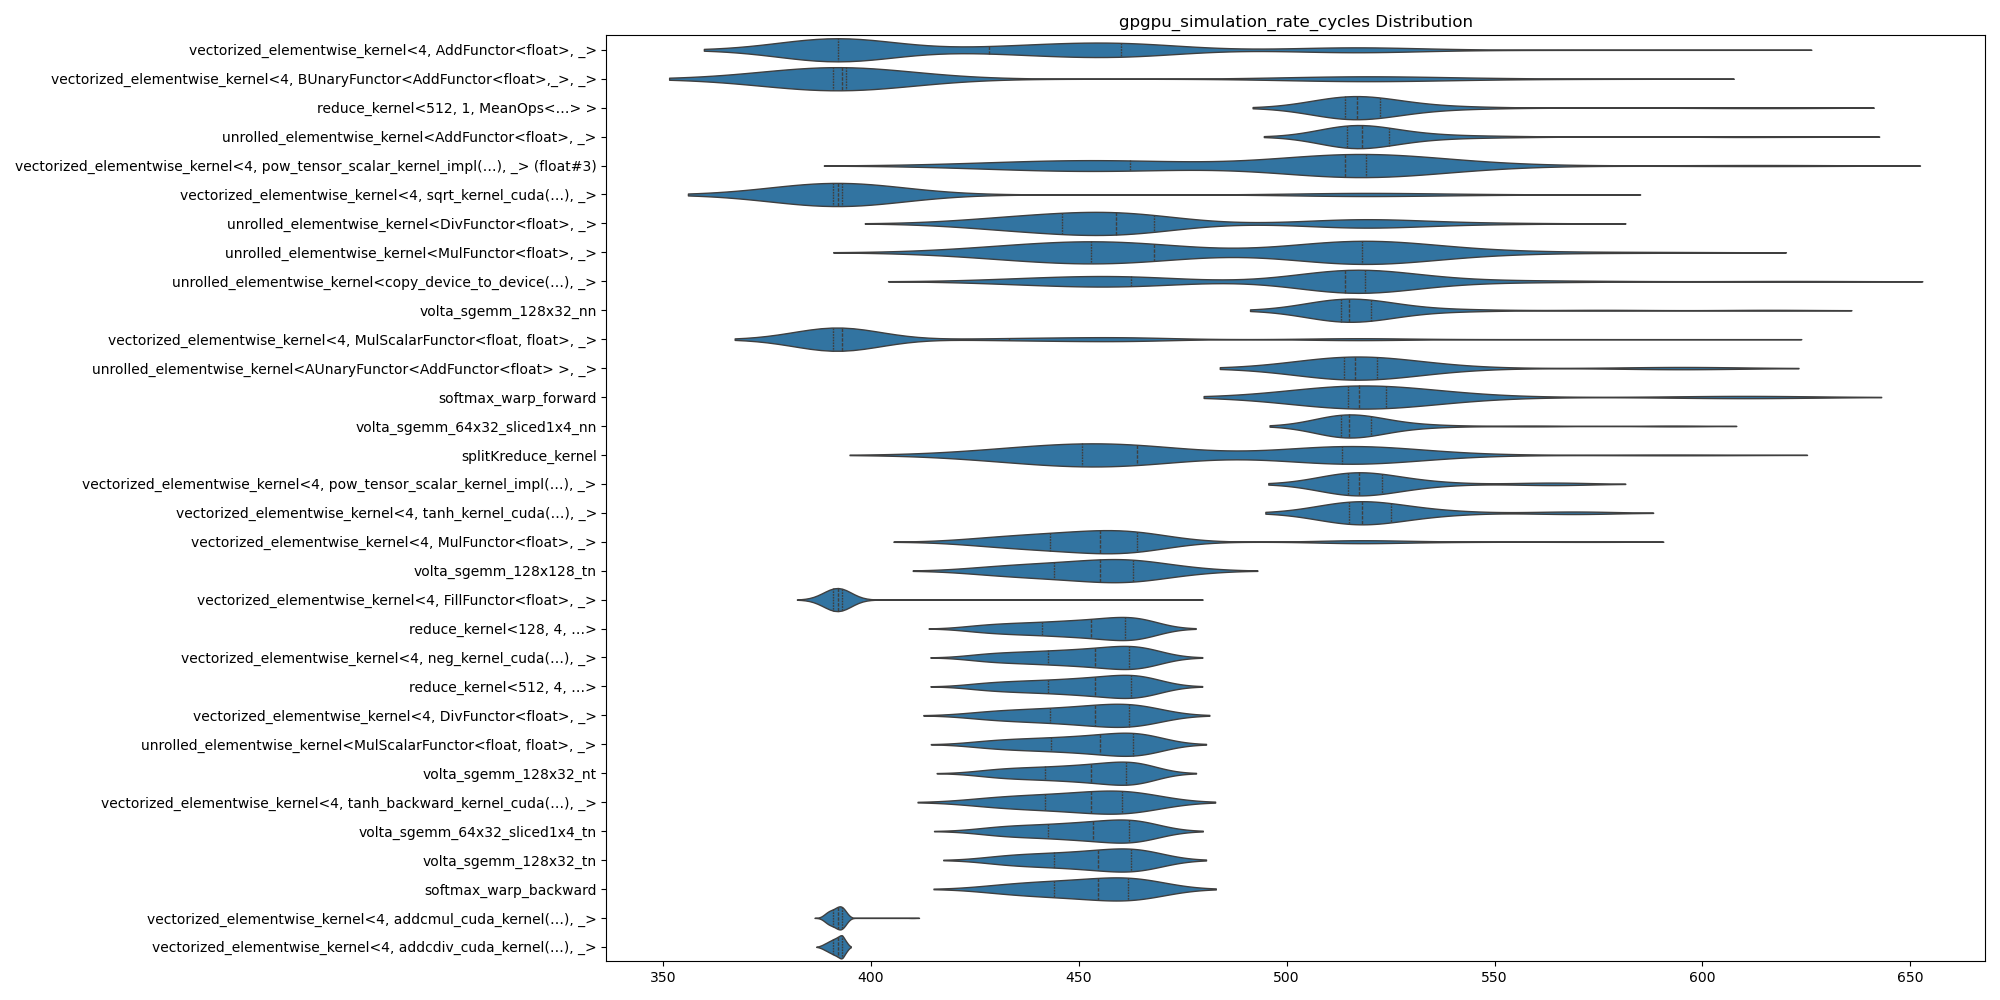 gpgpu_simulation_rate_cycles Distribution
vectorized_elementwise_kernel<4, AddFunctor<float>, _>
vectorized_elementwise_kernel<4, BUnaryFunctor<AddFunctor<float>,_>, _>
reduce_kernel<512, 1, MeanOps<...> >
unrolled_elementwise_kernel<AddFunctor<float>, _>
vectorized_elementwise_kernel<4, pow_tensor_scalar_kernel_impl(...), _> (float#3)
vectorized_elementwise_kernel<4, sqrt_kernel_cuda(...), _>
unrolled_elementwise_kernel<DivFunctor<float>, _>
unrolled_elementwise_kernel<MulFunctor<float>, _>
unrolled_elementwise_kernel<copy_device_to_device(...), _>
volta_sgemm_128x32_nn
vectorized_elementwise_kernel<4, MulScalarFunctor<float, float>, _>
unrolled_elementwise_kernel<AUnaryFunctor<AddFunctor<float> >, _>
softmax_warp_forward
volta_sgemm_64x32_sliced1x4_nn
splitKreduce_kernel
vectorized_elementwise_kernel<4, pow_tensor_scalar_kernel_impl(...), _>
vectorized_elementwise_kernel<4, tanh_kernel_cuda(...), _>
vectorized_elementwise_kernel<4, MulFunctor<float>, _>
volta_sgemm_128x128_tn
vectorized_elementwise_kernel<4, FillFunctor<float>, _>
reduce_kernel<128, 4, ...>
vectorized_elementwise_kernel<4, neg_kernel_cuda(...), _>
reduce_kernel<512, 4, ...>
vectorized_elementwise_kernel<4, DivFunctor<float>, _>
unrolled_elementwise_kernel<MulScalarFunctor<float, float>, _>
volta_sgemm_128x32_nt
vectorized_elementwise_kernel<4, tanh_backward_kernel_cuda(...), _>
volta_sgemm_64x32_sliced1x4_tn
volta_sgemm_128x32_tn
softmax_warp_backward
vectorized_elementwise_kernel<4, addcmul_cuda_kernel(...), _>
vectorized_elementwise_kernel<4, addcdiv_cuda_kernel(...), _>
350 400 450 500 550 600 650